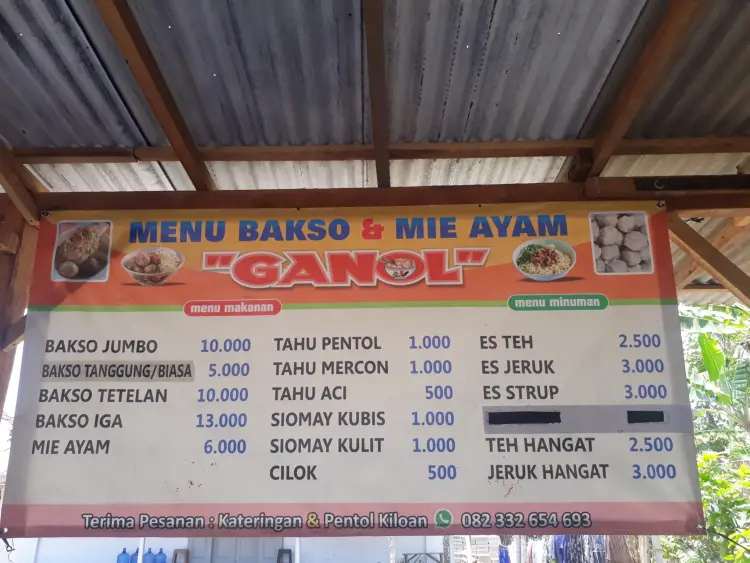 MENU BAKSO & MIE AYAM
"GANOL"
menu makanan
menu minuman
BAKSO JUMBO 10.000
BAKSO TANGGUNG/BIASA 5.000
BAKSO TETELAN 10.000
BAKSO IGA 13.000
MIE AYAM 6.000
TAHU PENTOL 1.000
TAHU MERCON 1.000
TAHU ACI 500
SIOMAY KUBIS 1.000
SIOMAY KULIT 1.000
CILOK 500
ES TEH 2.500
ES JERUK 3.000
ES STRUP 3.000
TEH HANGAT 2.500
JERUK HANGAT 3.000
Terima Pesanan : Kateringan & Pentol Kiloan 082 332 654 693